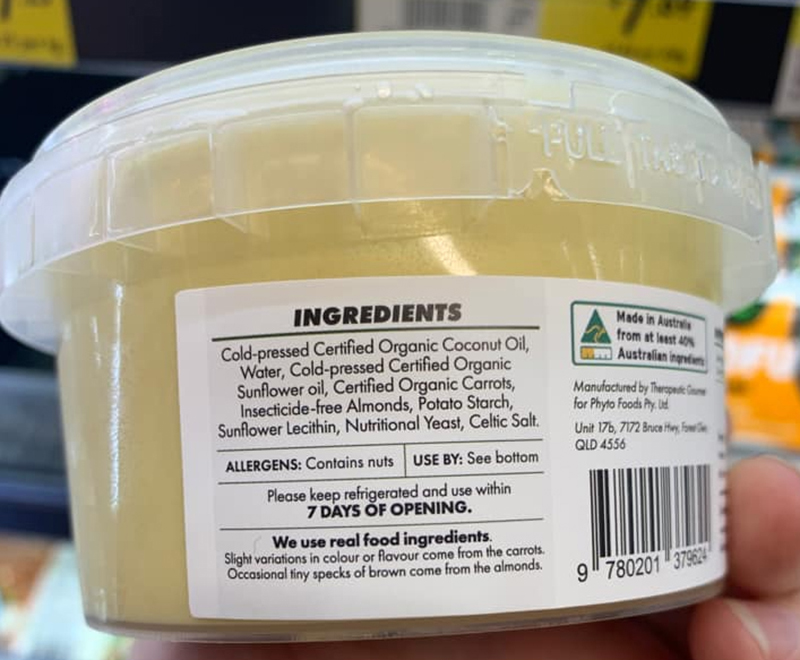 PULL
INGREDIENTS
Cold-pressed Certified Organic Coconut Oil,
Water, Cold-pressed Certified Organic
Sunflower oil, Certified Organic Carrots,
Insecticide-free Almonds, Potato Starch,
Sunflower Lecithin, Nutritional Yeast, Celtic Salt.
ALLERGENS: Contains nuts
USE BY: See bottom
Please keep refrigerated and use within
7 DAYS OF OPENING.
We use real food ingredients.
Slight variations in colour or flavour come from the carrots.
Occasional tiny specks of brown come from the almonds.
Made in Australia
from at least 40%
Australian ingredients
Manufactured by Therapeutic Gourmet
for Phyto Foods Pty. Ltd.
Unit 17b, 7172 Bruce Hwy, Forest Glen,
QLD 4556
9 780201 379624